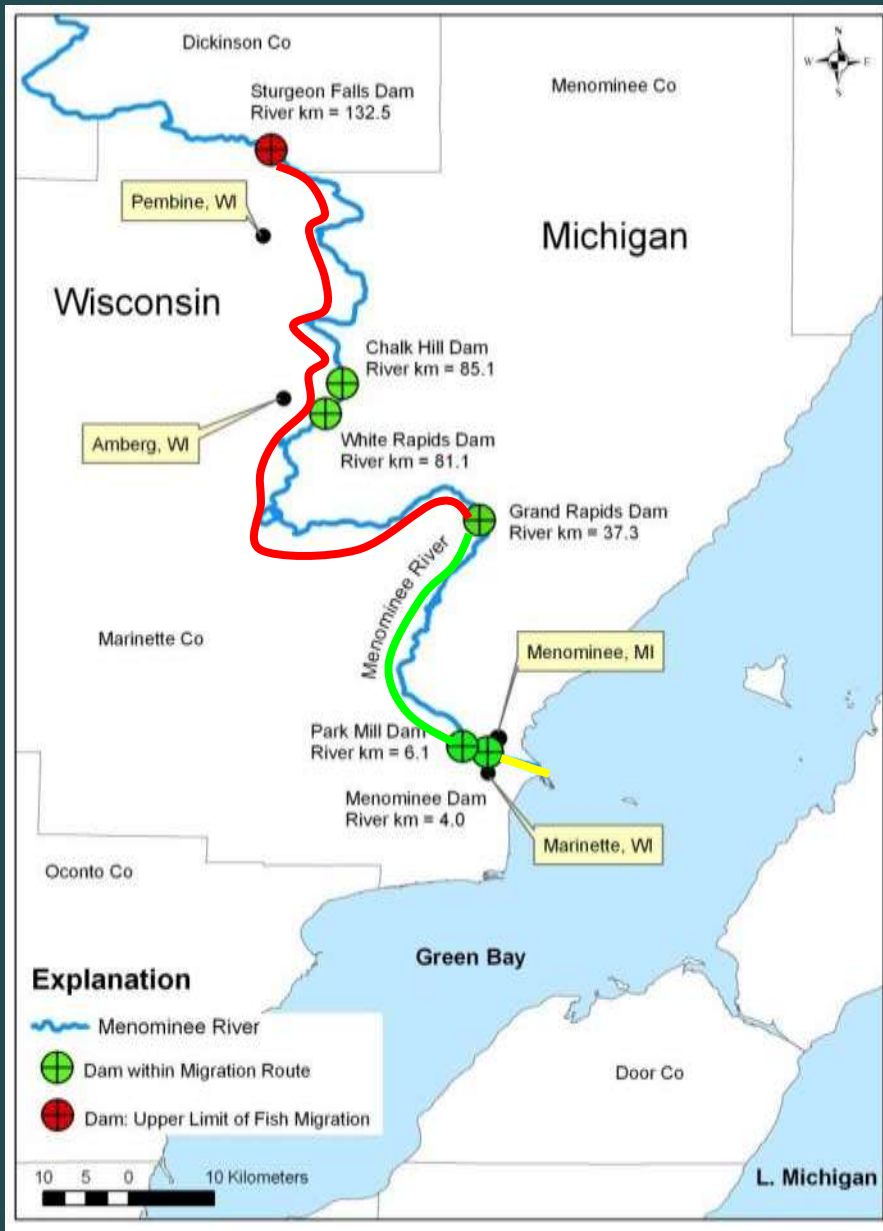 Dickinson Co
N
W E
S
Sturgeon Falls Dam
River km = 132.5
Menominee Co
Pembine, WI
Michigan
Wisconsin
Chalk Hill Dam
River km = 85.1
Amberg, WI
White Rapids Dam
River km = 81.1
Grand Rapids Dam
River km = 37.3
Menominee River
Marinette Co
Menominee, MI
Park Mill Dam
River km = 6.1
Menominee Dam
River km = 4.0
Marinette, WI
Oconto Co
Green Bay
Explanation
Menominee River
Dam within Migration Route
Door Co
Dam: Upper Limit of Fish Migration
10 5 0 10 Kilometers
L. Michigan